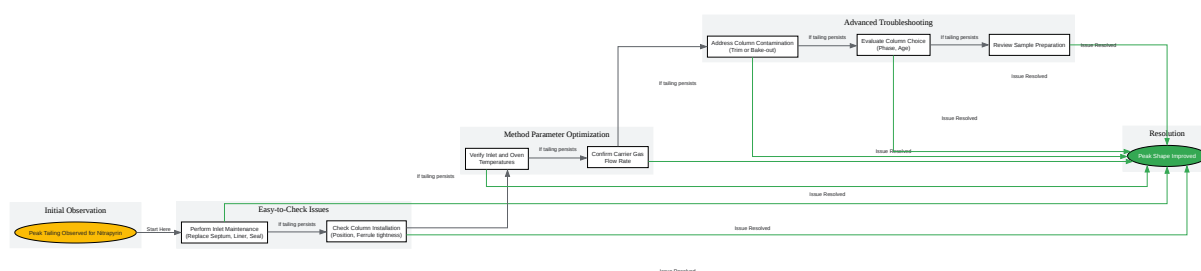 Advanced Troubleshooting
Address Column Contamination
(Trim or Bake-out)
If tailing persists
Evaluate Column Choice
(Phase, Age)
If tailing persists
Review Sample Preparation
Issue Resolved
If tailing persists
Issue Resolved
Issue Resolved
Method Parameter Optimization
Verify Inlet and Oven
Temperatures
If tailing persists
Confirm Carrier Gas
Flow Rate
Issue Resolved
Resolution
Peak Shape Improved
If tailing persists
Issue Resolved
Initial Observation
Peak Tailing Observed for Nitrapyrin
Start Here
Easy-to-Check Issues
Perform Inlet Maintenance
(Replace Septum, Liner, Seal)
If tailing persists
Check Column Installation
(Position, Ferrule tightness)
Issue Resolved
Issue Resolved